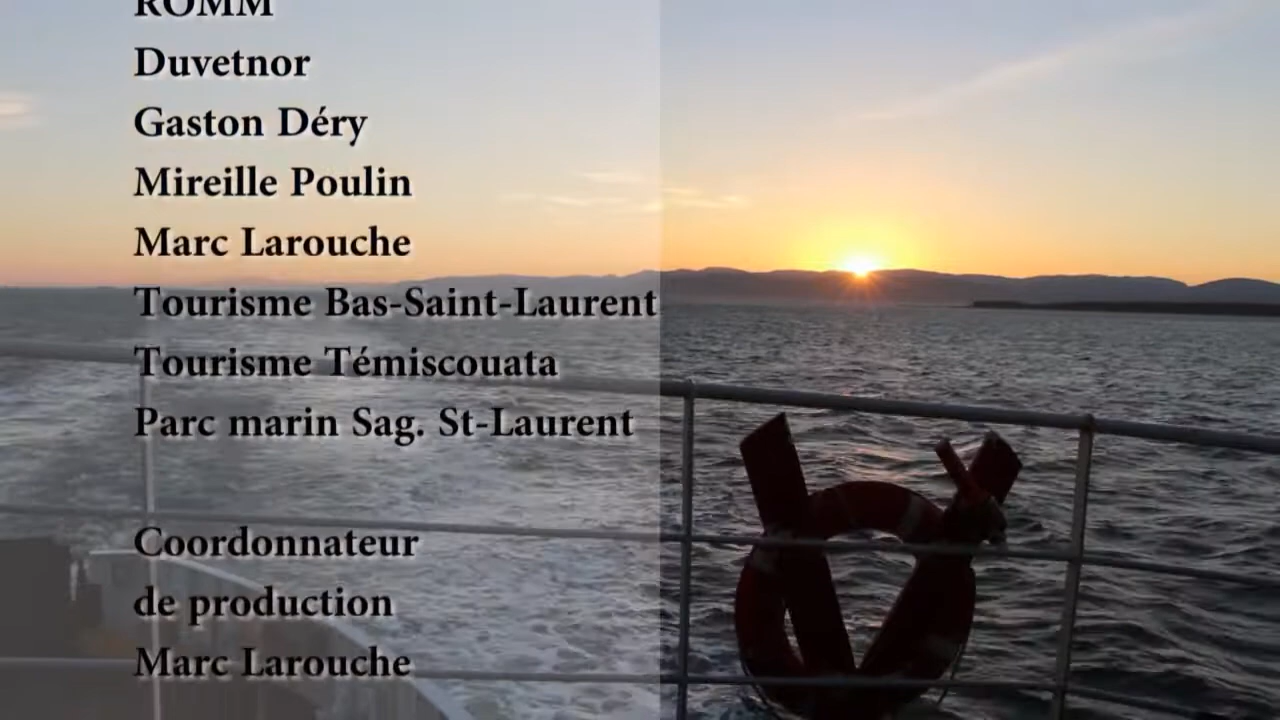 ROMM
Duvetnor
Gaston Déry
Mireille Poulin
Marc Larouche
Tourisme Bas-Saint-Laurent
Tourisme Témiscouata
Parc marin Sag. St-Laurent
Coordonnateur
de production
Marc Larouche